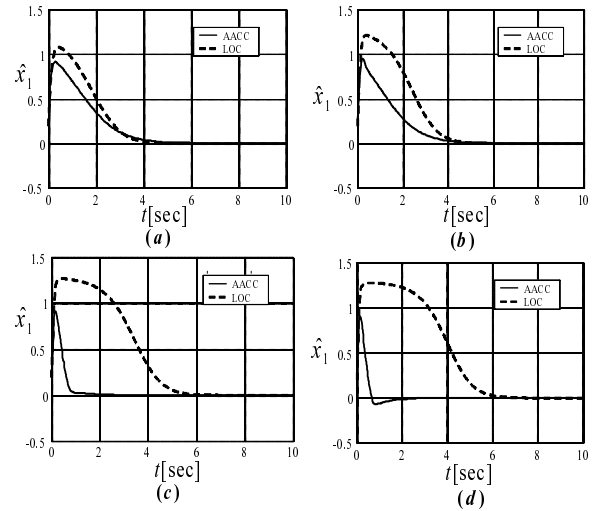 1.5
AACC
LOC
1
x̂1
0.5
0
-0.5
0 2 4 6 8 10
t[sec]
(a)
1.5
AACC
LOC
1
x̂1
0.5
0
-0.5
0 2 4 6 8 10
t[sec]
(b)
1.5
AACC
LOC
1
x̂1
0.5
0
-0.5
0 2 4 6 8 10
t[sec]
(c)
1.5
AACC
LOC
1
x̂1
0.5
0
-0.5
0 2 4 6 8 10
t[sec]
(d)